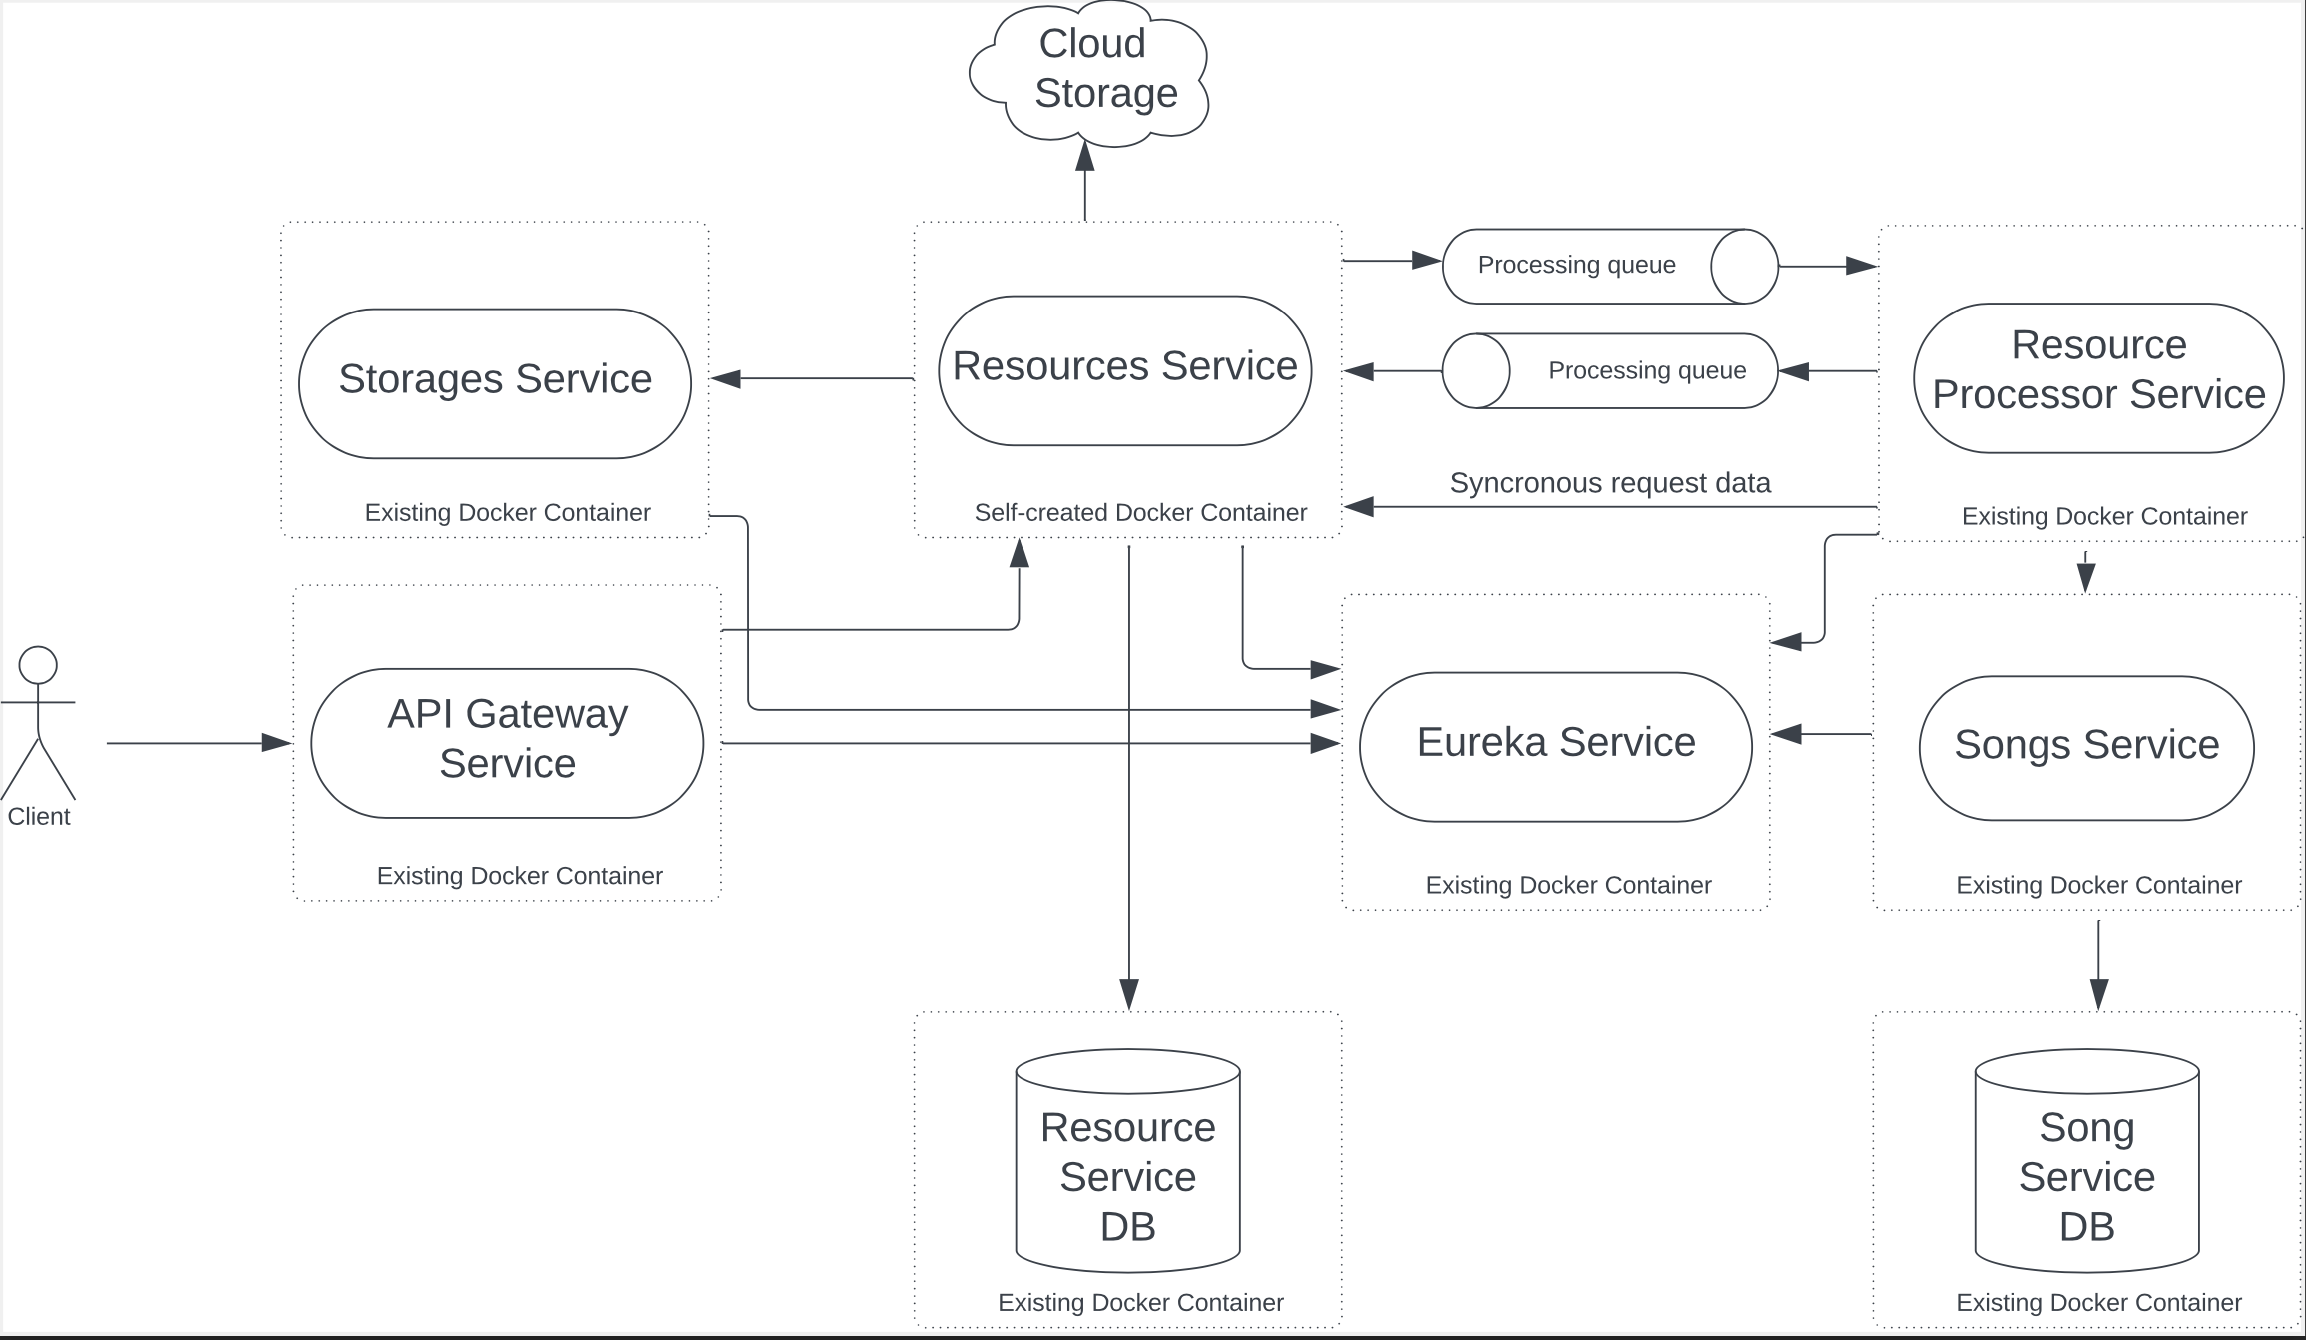 Cloud
Storage
Processing queue
Storages Service
Resources Service
Processing queue
Resource
Processor Service
Syncronous request data
Existing Docker Container
Self-created Docker Container
Existing Docker Container
API Gateway
Service
Eureka Service
Songs Service
Client
Existing Docker Container
Existing Docker Container
Existing Docker Container
Resource
Service
DB
Song
Service
DB
Existing Docker Container
Existing Docker Container